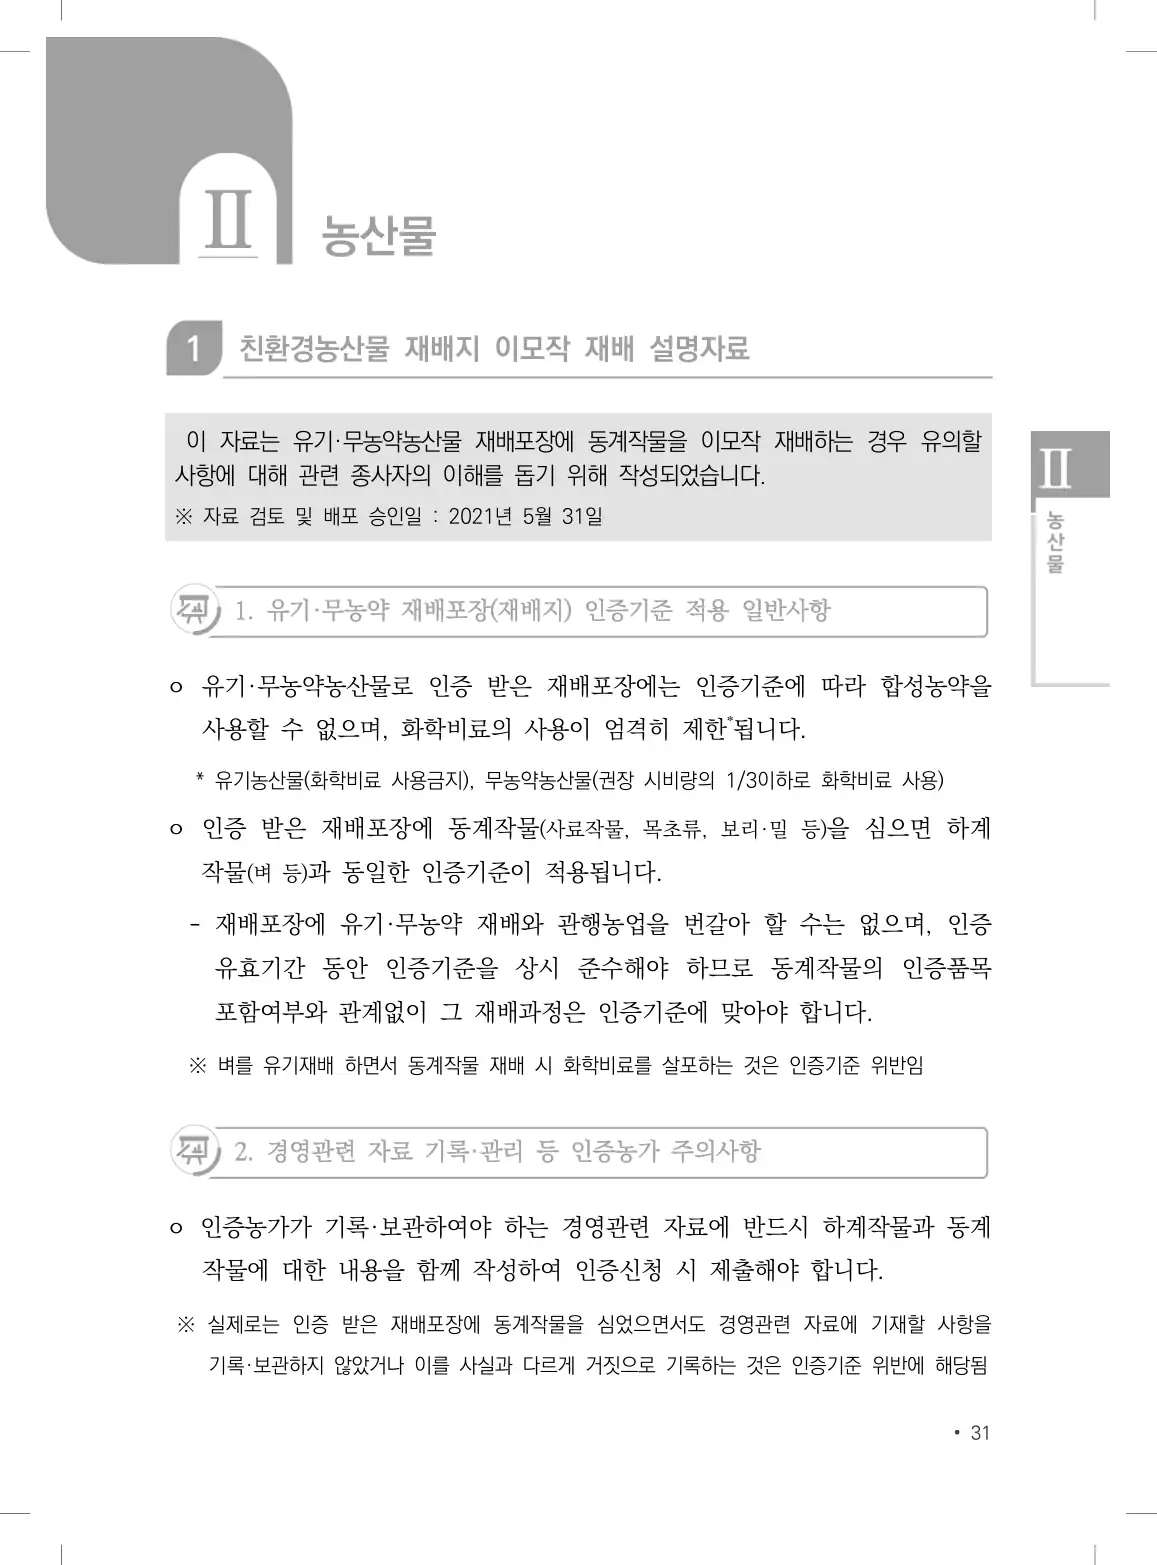 Ⅱ 농산물
1 친환경농산물 재배지 이모작 재배 설명자료
이 자료는 유기·무농약농산물 재배포장에 동계작물을 이모작 재배하는 경우 유의할
사항에 대해 관련 종사자의 이해를 돕기 위해 작성되었습니다.
※ 자료 검토 및 배포 승인일 : 2021년 5월 31일
Ⅱ
농산물
1. 유기·무농약 재배포장(재배지) 인증기준 적용 일반사항
ㅇ 유기·무농약농산물로 인증 받은 재배포장에는 인증기준에 따라 합성농약을
사용할 수 없으며, 화학비료의 사용이 엄격히 제한*됩니다.
* 유기농산물(화학비료 사용금지), 무농약농산물(권장 시비량의 1/3이하로 화학비료 사용)
ㅇ 인증 받은 재배포장에 동계작물(사료작물, 목초류, 보리·밀 등)을 심으면 하계
작물(벼 등)과 동일한 인증기준이 적용됩니다.
- 재배포장에 유기·무농약 재배와 관행농업을 번갈아 할 수는 없으며, 인증
유효기간 동안 인증기준을 상시 준수해야 하므로 동계작물의 인증품목
포함여부와 관계없이 그 재배과정은 인증기준에 맞아야 합니다.
※ 벼를 유기재배 하면서 동계작물 재배 시 화학비료를 살포하는 것은 인증기준 위반임
2. 경영관련 자료 기록·관리 등 인증농가 주의사항
ㅇ 인증농가가 기록·보관하여야 하는 경영관련 자료에 반드시 하계작물과 동계
작물에 대한 내용을 함께 작성하여 인증신청 시 제출해야 합니다.
※ 실제로는 인증 받은 재배포장에 동계작물을 심었으면서도 경영관련 자료에 기재할 사항을
기록·보관하지 않았거나 이를 사실과 다르게 거짓으로 기록하는 것은 인증기준 위반에 해당됨
• 31